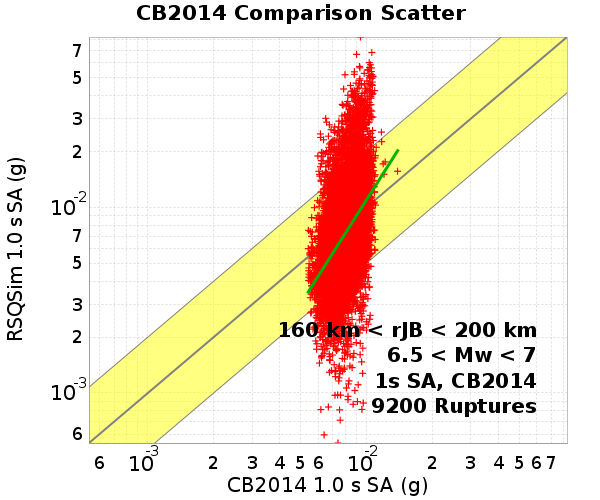 CB2014 Comparison Scatter
RSQSim 1.0 s SA (g)
7
5
3
2
10-2
7
5
3
2
10-3
6
160 km < rJB < 200 km
6.5 < Mw < 7
1s SA, CB2014
9200 Ruptures
6 10-3 2 3 4 5 6 10-2 2 3 4 5 6 7
CB2014 1.0 s SA (g)